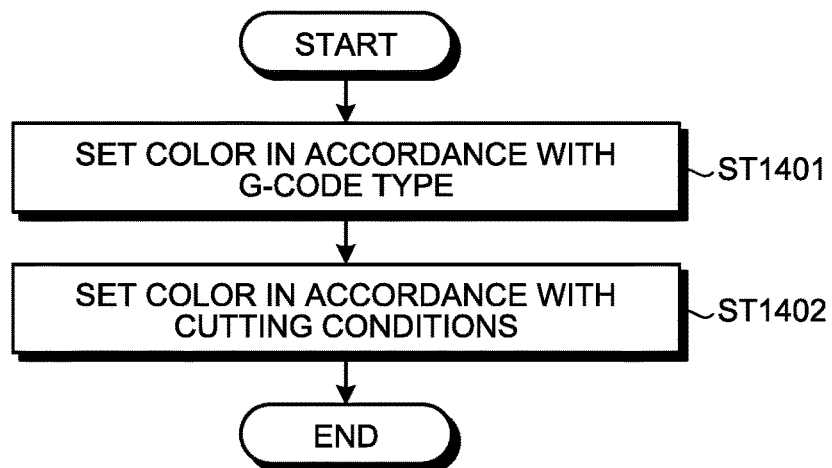 START
SET COLOR IN ACCORDANCE WITH
G-CODE TYPE
ST1401
SET COLOR IN ACCORDANCE WITH
CUTTING CONDITIONS
ST1402
END